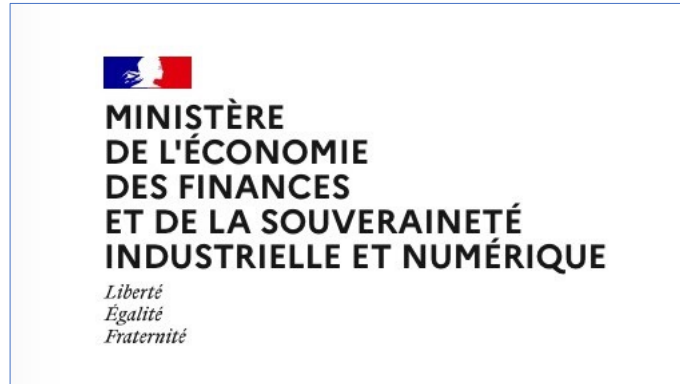 MINISTÈRE
DE L'ÉCONOMIE
DES FINANCES
ET DE LA SOUVERAINETÉ
INDUSTRIELLE ET NUMÉRIQUE
Liberté
Égalité
Fraternité